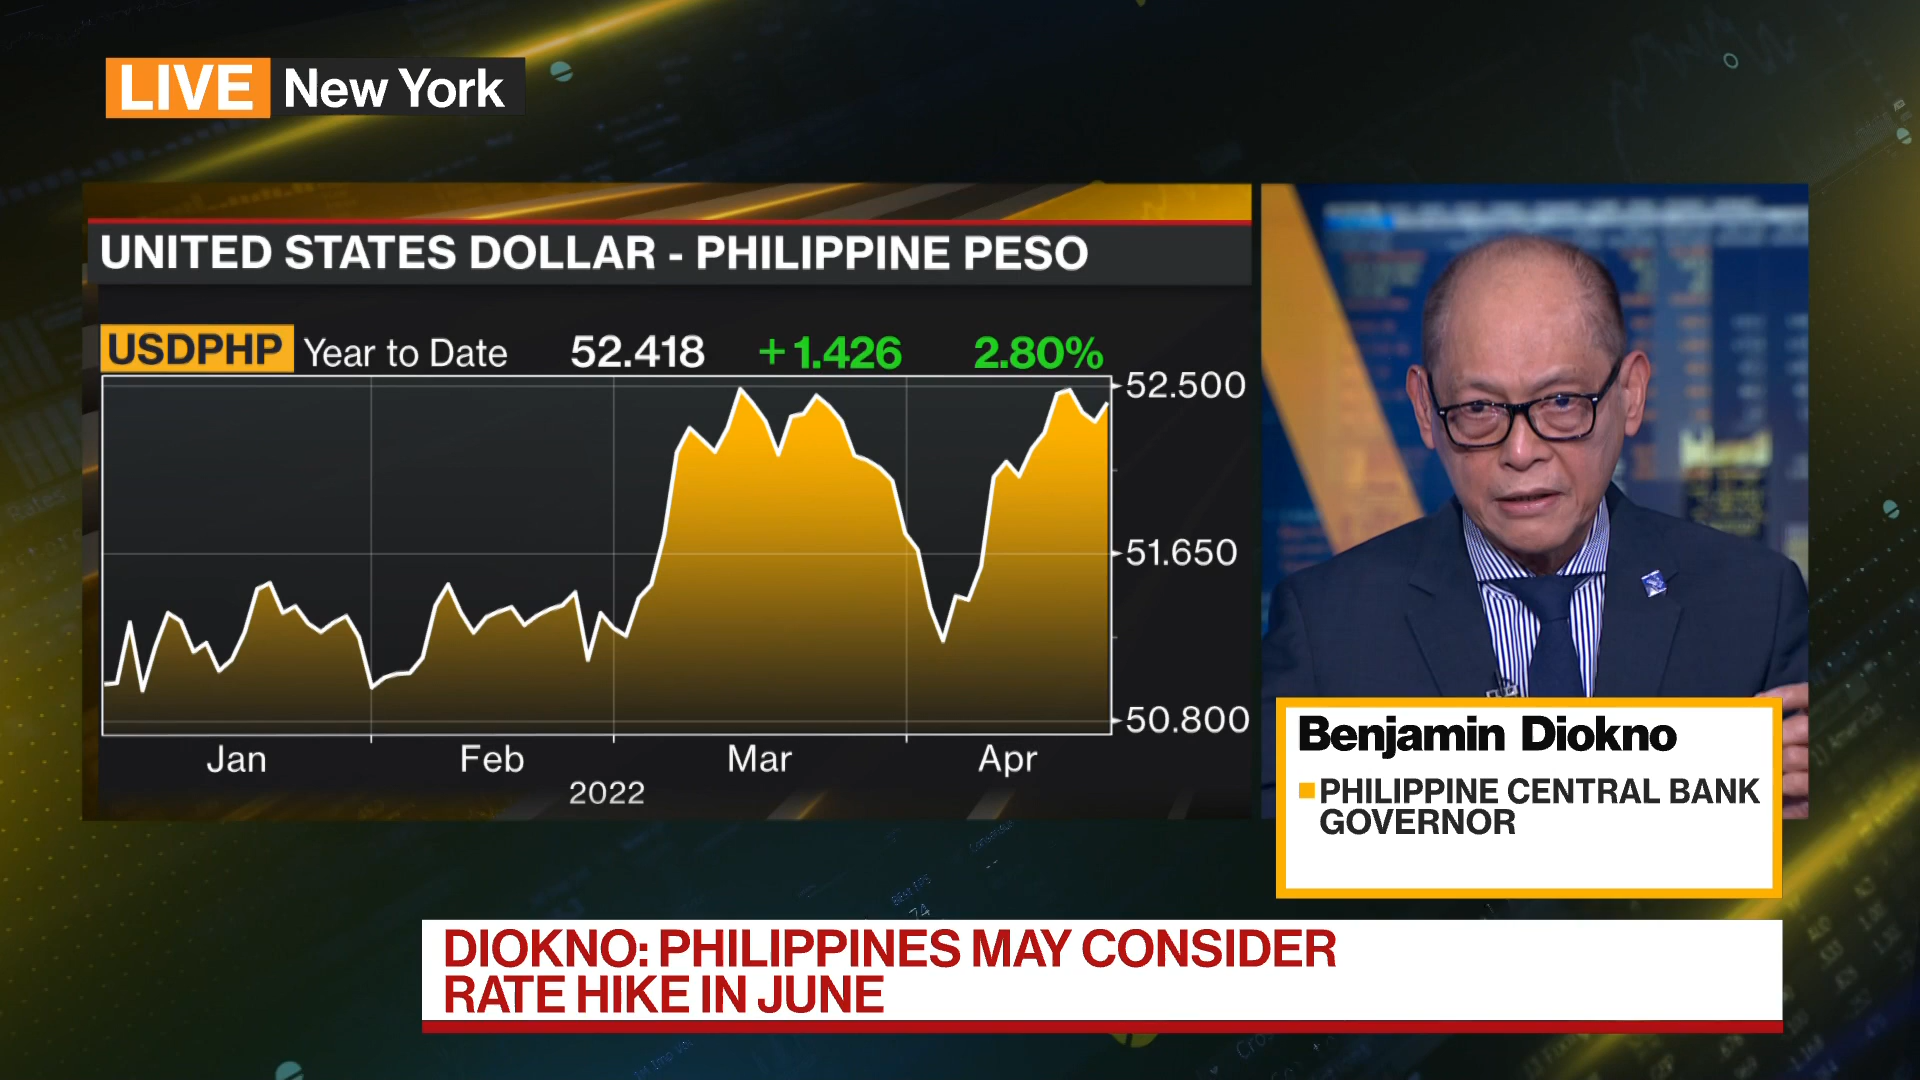 LIVE New York
UNITED STATES DOLLAR - PHILIPPINE PESO
USDPHP Year to Date 52.418 +1.426 2.80%
52.500
51.650
50.800
Jan Feb Mar Apr
2022
Benjamin Diokno
PHILIPPINE CENTRAL BANK
GOVERNOR
DIOKNO: PHILIPPINES MAY CONSIDER
RATE HIKE IN JUNE